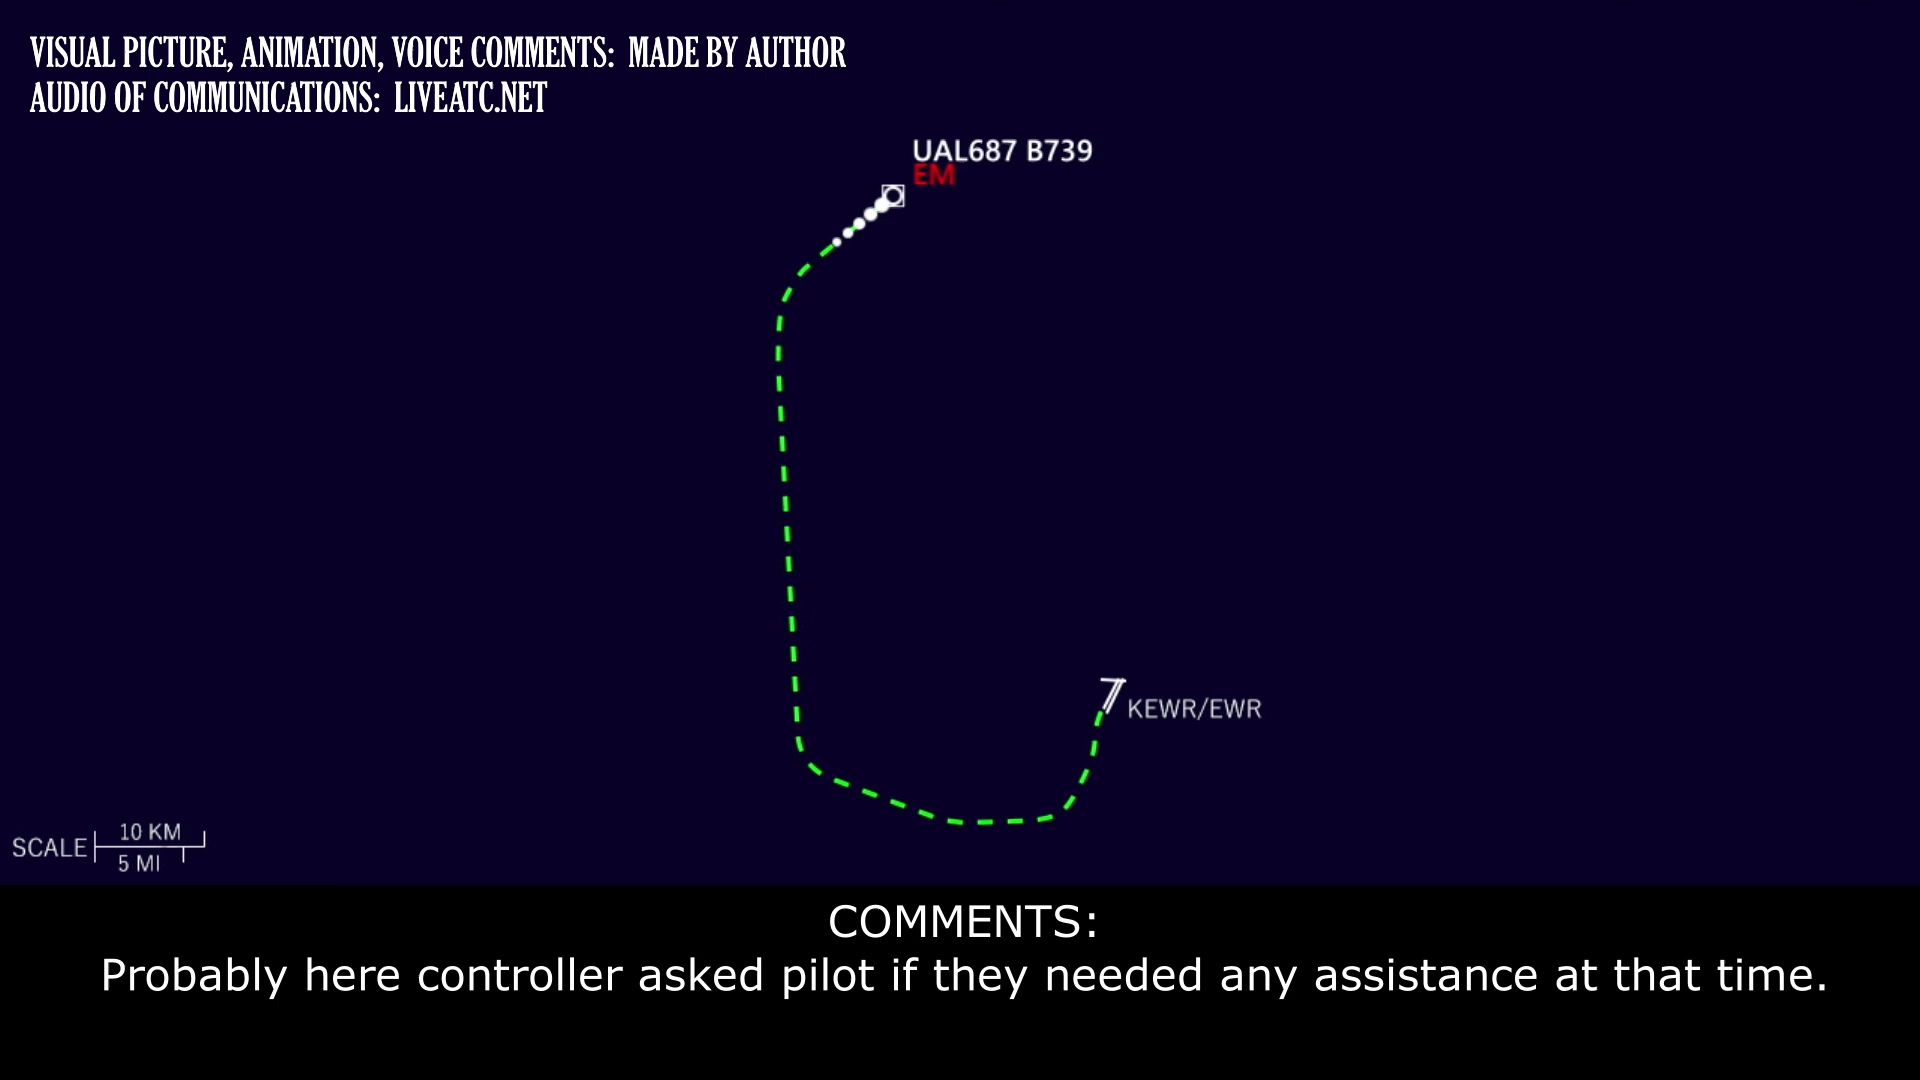 VISUAL PICTURE, ANIMATION, VOICE COMMENTS: MADE BY AUTHOR
AUDIO OF COMMUNICATIONS: LIVEATC.NET
UAL687 B739
EM
KEWR/EWR
SCALE
10 KM
5 MI
COMMENTS:
Probably here controller asked pilot if they needed any assistance at that time.